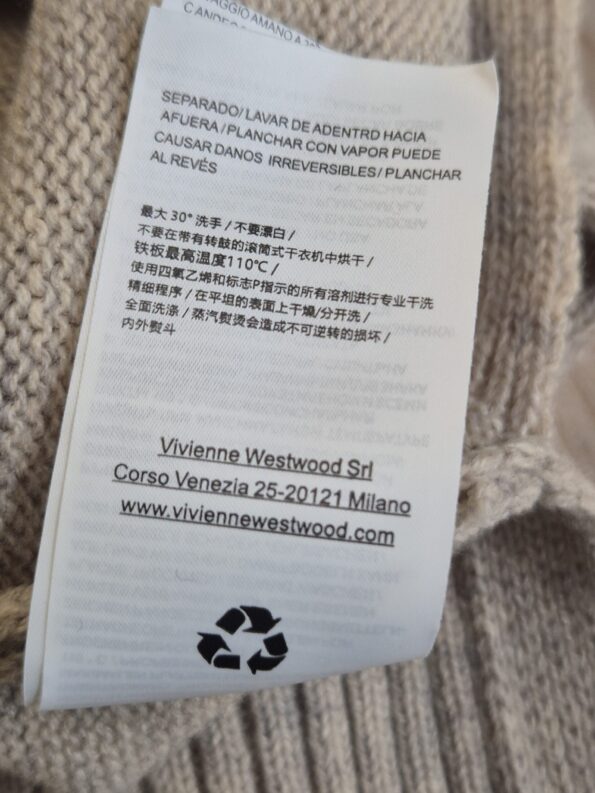 AGGIO AMANO A 30°
SEPARADO/ LAVAR DE ADENTRD HACIA
AFUERA / PLANCHAR CON VAPOR PUEDE
CAUSAR DANOS IRREVERSIBLES / PLANCHAR
AL REVÉS
最大 30° 洗手 / 不要漂白 /
不要在带有转鼓的滚筒式干衣机中烘干 /
铁板最高温度110℃ /
使用四氧乙烯和标志P指示的所有溶剂进行专业干洗
精细程序 / 在平坦的表面上干燥/分开洗 /
全面洗涤 / 蒸汽熨烫会造成不可逆转的损坏 /
内外熨斗
Vivienne Westwood Srl
Corso Venezia 25-20121 Milano
www.viviennewestwood.com